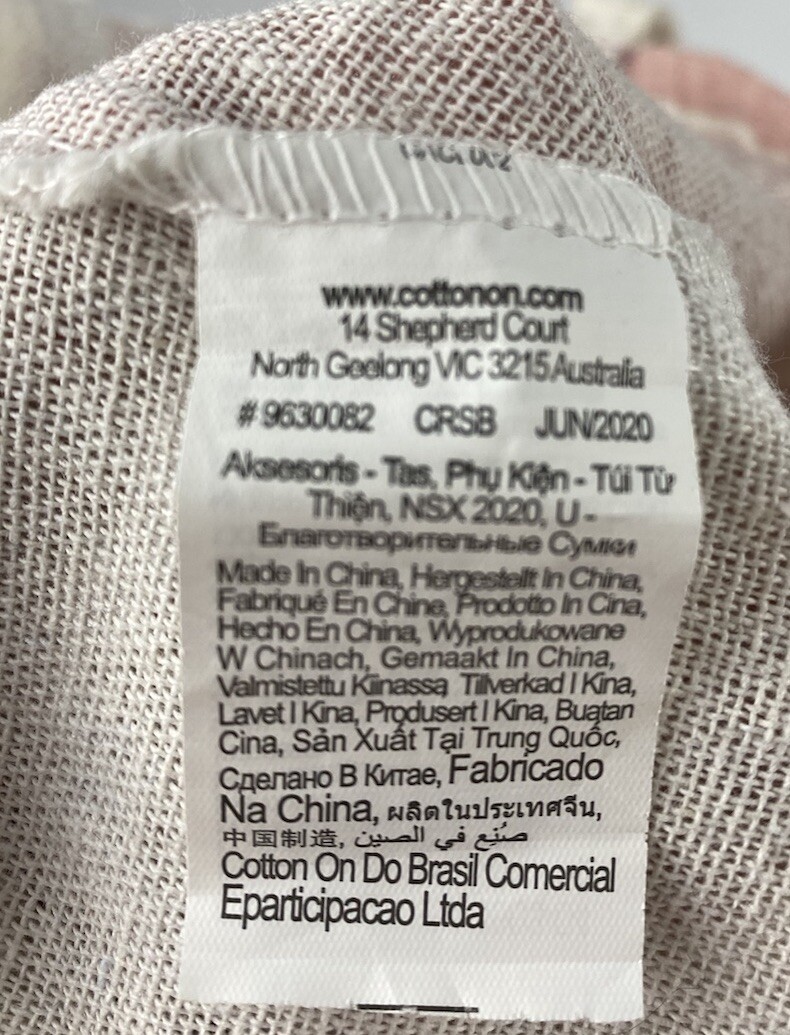 www.cottonon.com
14 Shepherd Court
North Geelong VIC 3215 Australia
# 9630082 CRSB JUN/2020
Aksesoris - Tas, Phụ Kiện - Túi Từ
Thiện, NSX 2020, U -
Благотворительные Сумки
Made In China, Hergestellt In China,
Fabriqué En Chine, Prodotto In Cina,
Hecho En China, Wyprodukowane
W Chinach, Gemaakt In China,
Valmistettu Kiinassa, Tillverkad I Kina,
Lavet I Kina, Produsert I Kina, Buatan
Cina, Sản Xuất Tại Trung Quốc,
Сделано В Китае, Fabricado
Na China, ผลิตในประเทศจีน,
中国制造, صُنِع في الصين
Cotton On Do Brasil Comercial
Eparticipacao Ltda